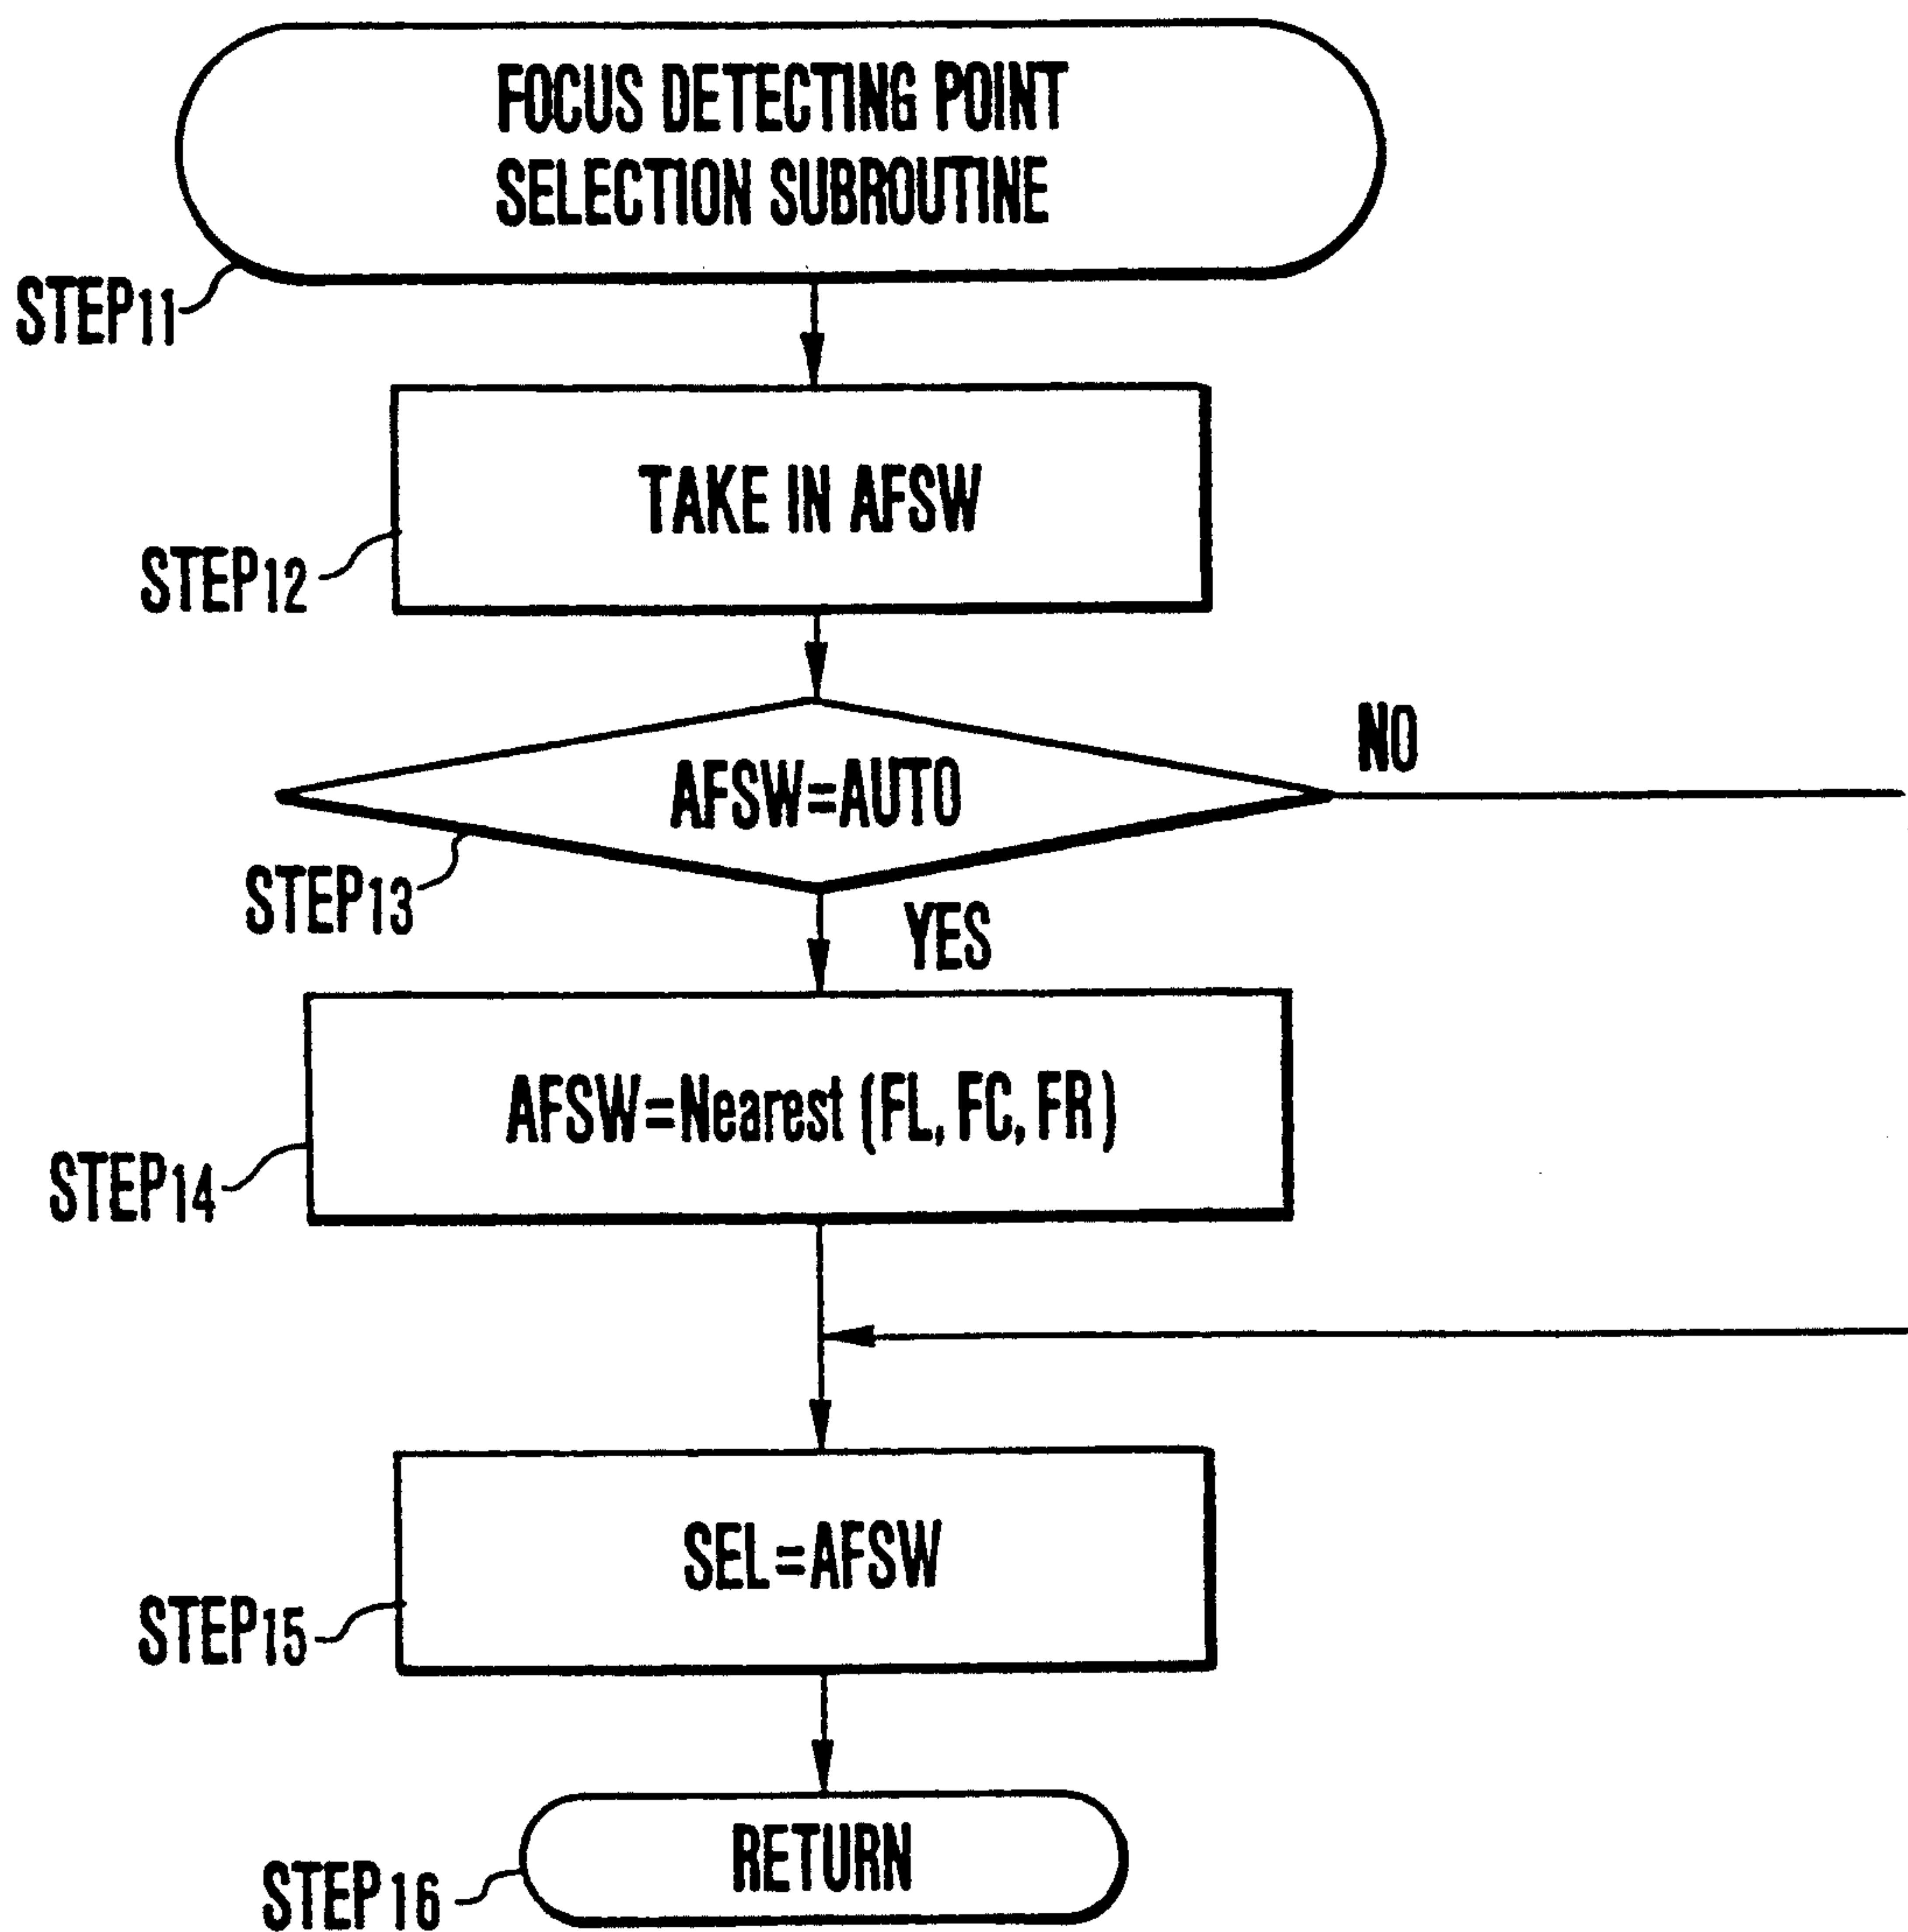 FOCUS DETECTING POINT
SELECTION SUBROUTINE
STEP11
TAKE IN AFSW
STEP12
AFSW=AUTO
NO
STEP13
YES
AFSW=Nearest (FL, FC, FR)
STEP14
SEL=AFSW
STEP15
RETURN
STEP16